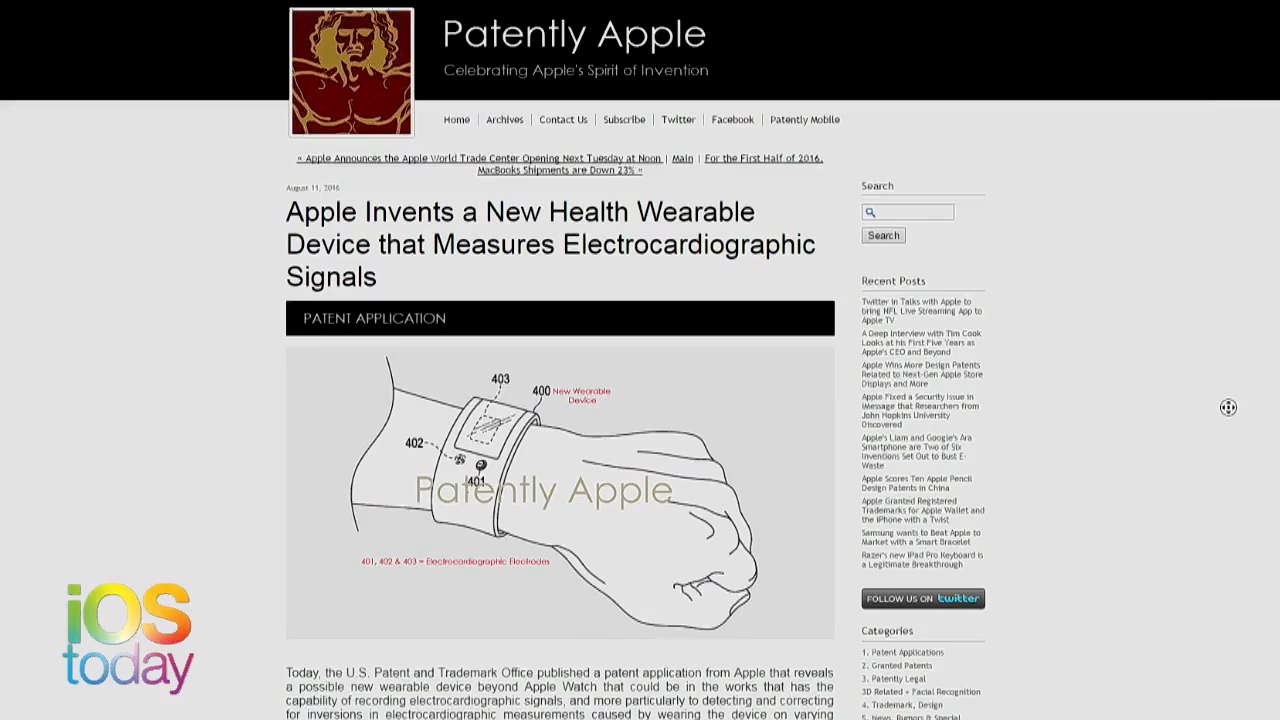 Patently Apple
Celebrating Apple's Spirit of Invention
Home | Archives | Contact Us | Subscribe | Twitter | Facebook | Patently Mobile
« Apple Announces the Apple World Trade Center Opening Next Tuesday at Noon | Main | For the First Half of 2016,
MacBooks Shipments are Down 23% »
August 11, 2016
Apple Invents a New Health Wearable
Device that Measures Electrocardiographic
Signals
PATENT APPLICATION
403
400 New Wearable
Device
402
401
Patently Apple
401, 402 & 403 = Electrocardiographic Electrodes
Today, the U.S. Patent and Trademark Office published a patent application from Apple that reveals
a possible new wearable device beyond Apple Watch that could be in the works that has the
capability of recording electrocardiographic signals, and more particularly to detecting and correcting
for inversions in electrocardiographic measurements caused by wearing the device on varying
Search
Search
Recent Posts
Twitter in Talks with Apple to
bring NFL Live Streaming App to
Apple TV
A Deep Interview with Tim Cook
Looks at his First Five Years as
Apple's CEO and Beyond
Apple Wins More Design Patents
Related to Next-Gen Apple Store
Displays and More
Apple Fixed a Security Issue in
iMessage that Researchers from
John Hopkins University
Discovered
Apple's Liam and Google's Ara
Smartphone are Two of Six
Inventions Set Out to Bust E-
Waste
Apple Scores Ten Apple Pencil
Design Patents in China
Apple Granted Registered
Trademarks for Apple Wallet and
the iPhone with a Twist
Samsung wants to Beat Apple to
Market with a Smart Bracelet
Razer's new iPad Pro Keyboard is
a Legitimate Breakthrough
FOLLOW US ON twitter
Categories
1. Patent Applications
2. Granted Patents
3. Patently Legal
3D Related + Facial Recognition
4. Trademark, Design
5. News, Rumors & Special
iOS
today